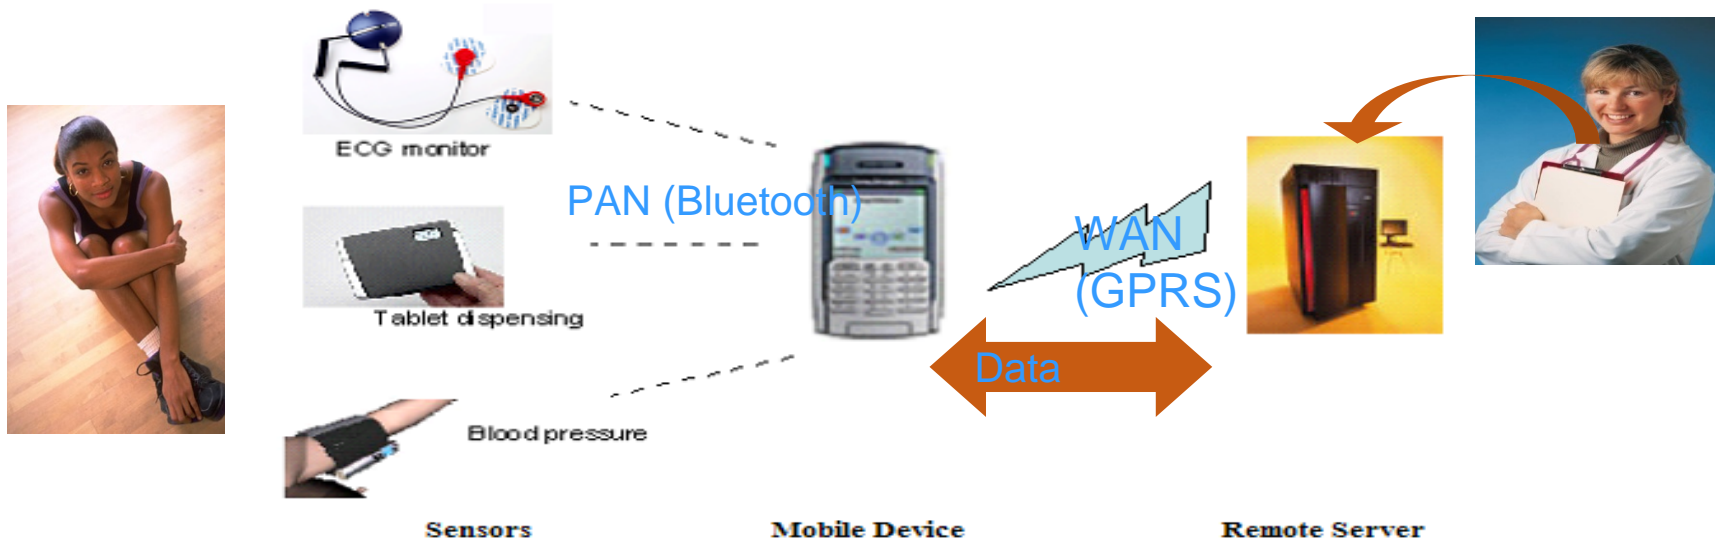 ECG monitor
PAN (Bluetooth)
WAN
(GPRS)
Tablet dispensing
Data
Blood pressure
Sensors
Mobile Device
Remote Server